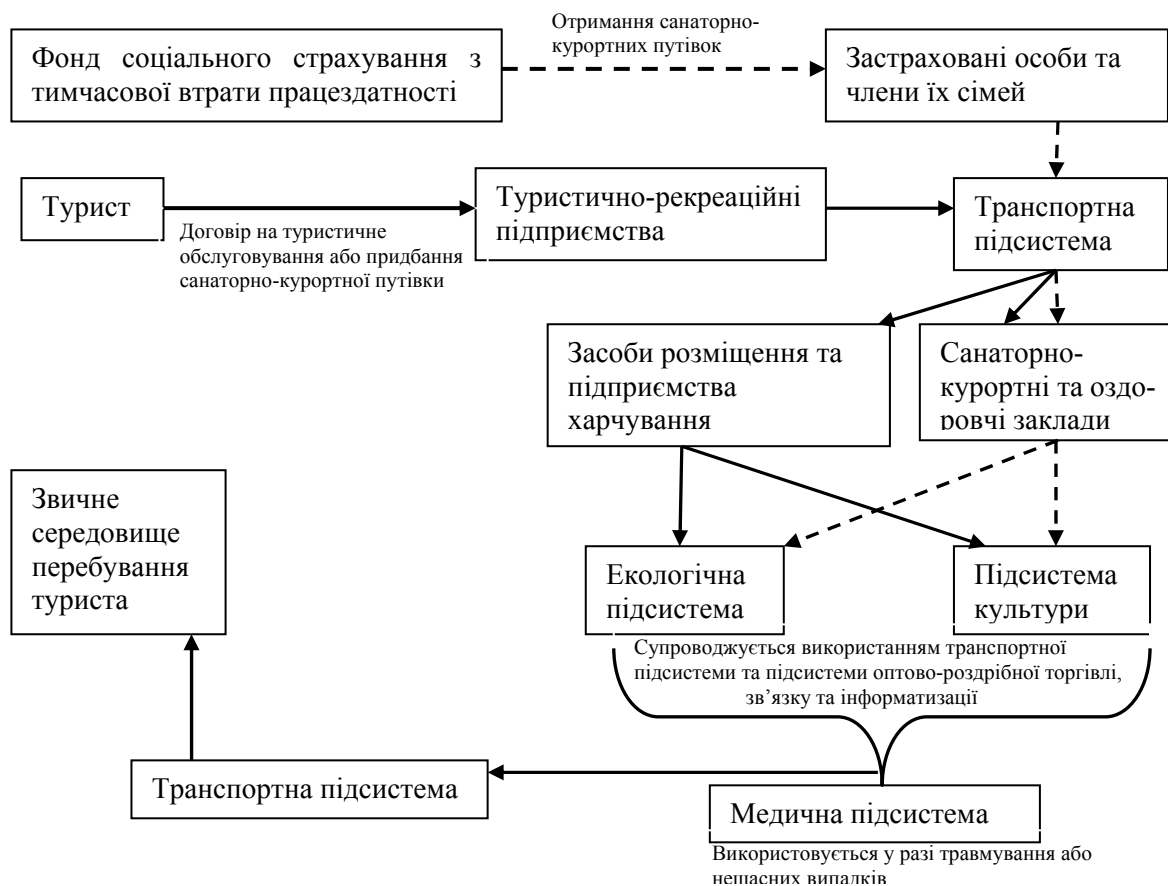 Отримання санаторно-
курортних путівок
Фонд соціального страхування з
тимчасової втрати працездатності
Застраховані особи та
члени їх сімей
Турист
Договір на туристичне
обслуговування або придбання
санаторно-курортної путівки
Туристично-рекреаційні
підприємства
Транспортна
підсистема
Засоби розміщення та
підприємства
харчування
Санаторно-
курортні та оздо-
ровчі заклади
Звичне
середовище
перебування
туриста
Екологічна
підсистема
Підсистема
культури
Супроводжується використанням транспортної
підсистеми та підсистеми оптово-роздрібної торгівлі,
зв’язку та інформатизації
Транспортна підсистема
Медична підсистема
Використовується у разі травмування або
нещасних випадків